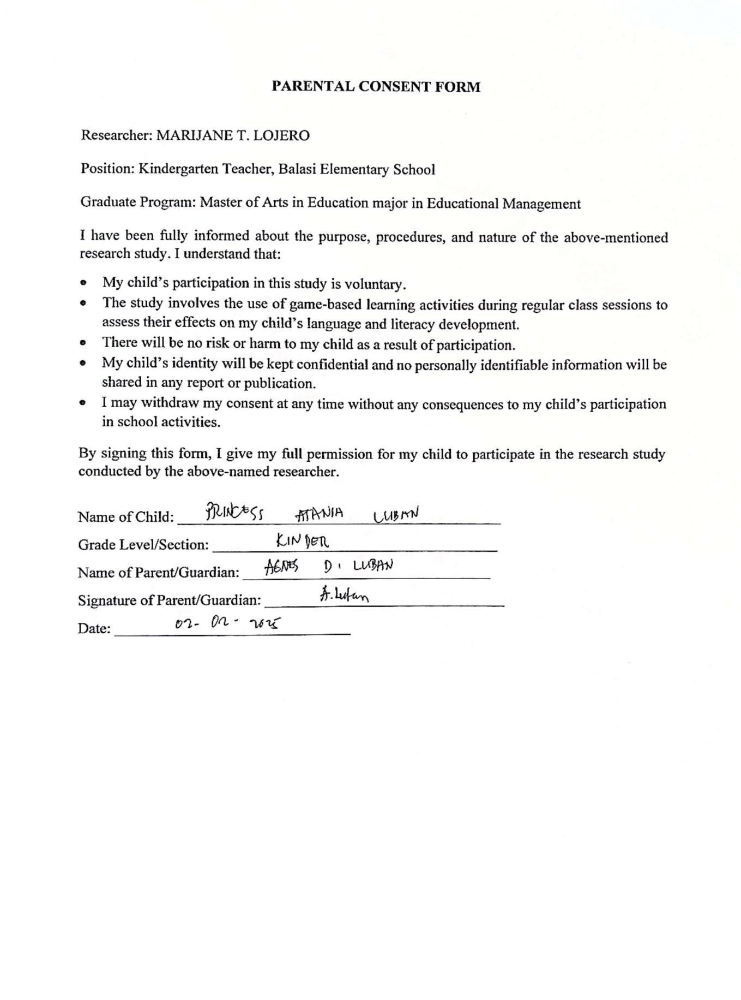 PARENTAL CONSENT FORM
Researcher: MARIJANE T. LOJERO
Position: Kindergarten Teacher, Balasi Elementary School
Graduate Program: Master of Arts in Education major in Educational Management
I have been fully informed about the purpose, procedures, and nature of the above-mentioned
research study. I understand that:
• My child's participation in this study is voluntary.
• The study involves the use of game-based learning activities during regular class sessions to
assess their effects on my child's language and literacy development.
• There will be no risk or harm to my child as a result of participation.
• My child's identity will be kept confidential and no personally identifiable information will be
shared in any report or publication.
• I may withdraw my consent at any time without any consequences to my child's participation
in school activities.
By signing this form, I give my full permission for my child to participate in the research study
conducted by the above-named researcher.
Name of Child: PRINCESS ATANIA LUBAN
Grade Level/Section: KINDER
Name of Parent/Guardian: AGNES D. LUBAN
Signature of Parent/Guardian: A. Luban
Date: 02-02-2025